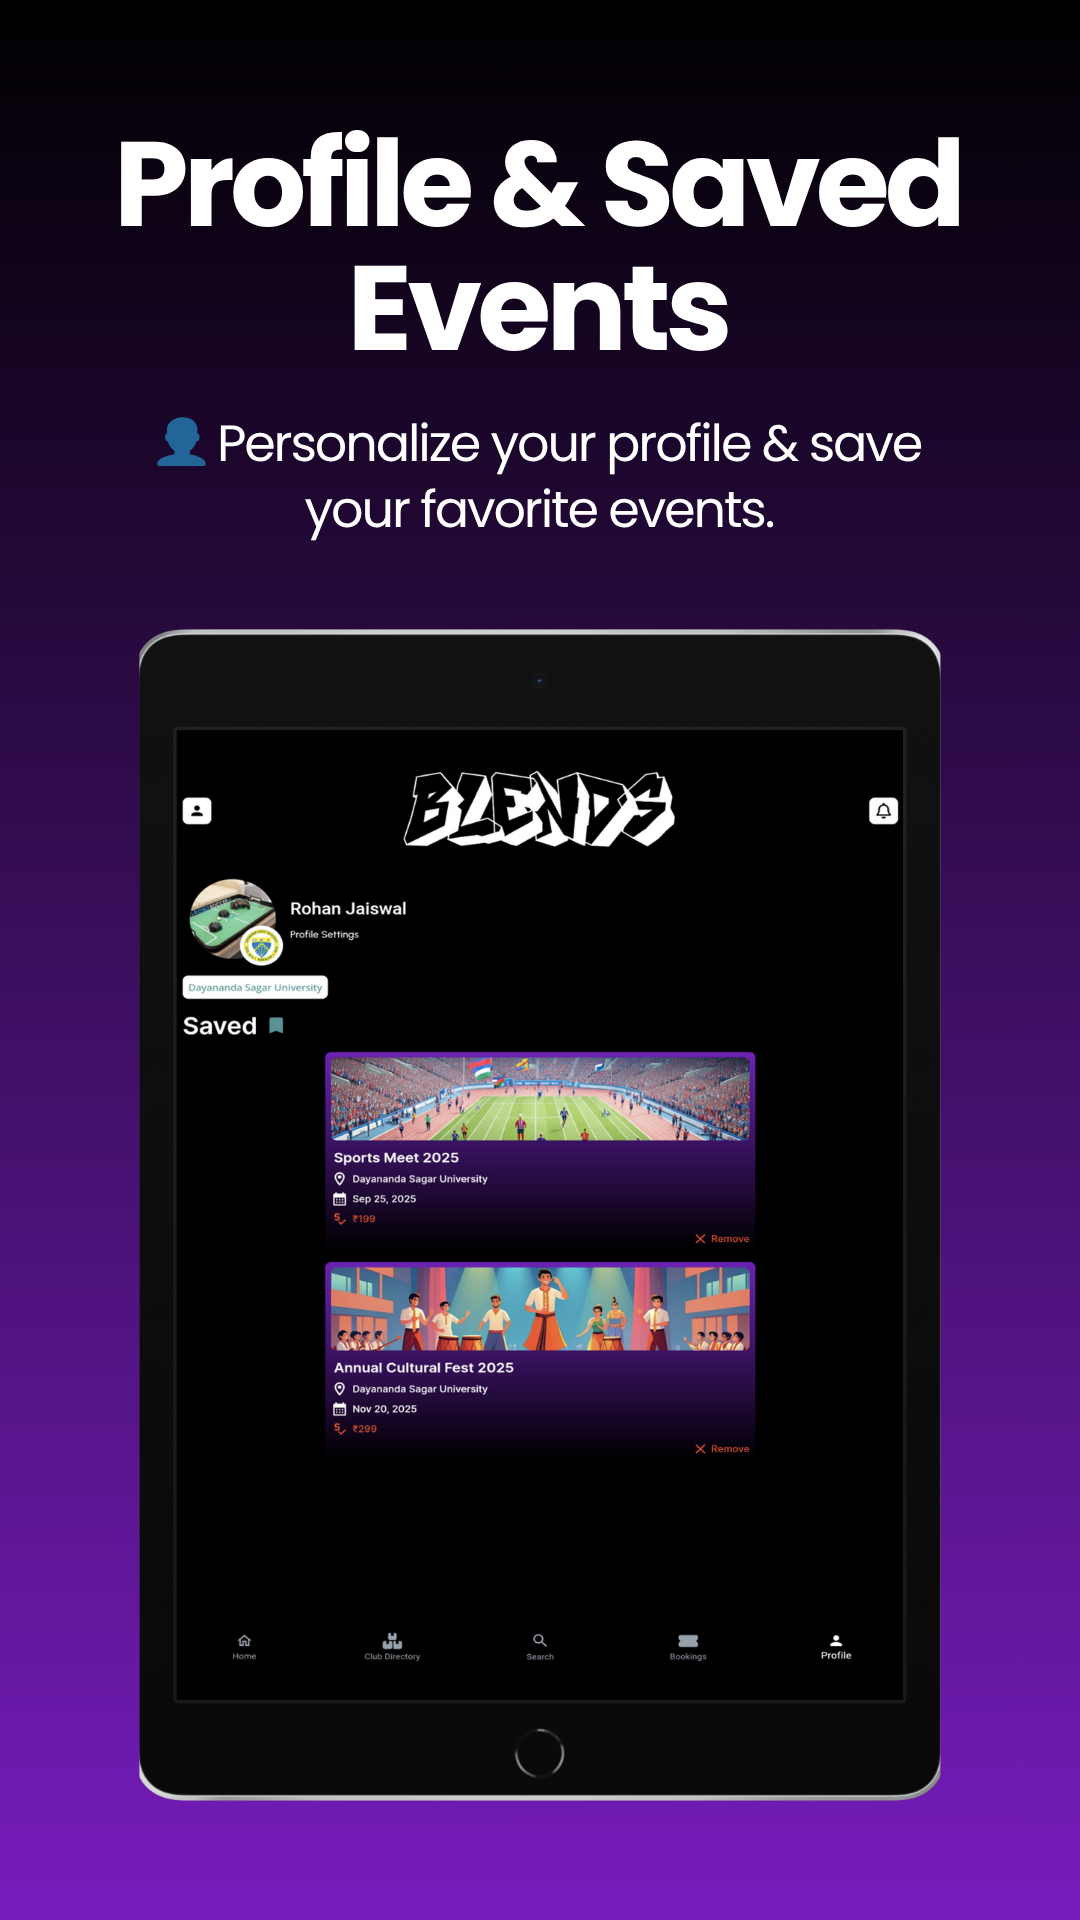 Profile & Saved
Events
👤 Personalize your profile & save
your favorite events.
BLENDS
Rohan Jaiswal
Profile Settings
Dayananda Sagar University
Saved
Sports Meet 2025
Dayananda Sagar University
Sep 25, 2025
₹199
Remove
Annual Cultural Fest 2025
Dayananda Sagar University
Nov 20, 2025
₹299
Remove
Home
Club Directory
Search
Bookings
Profile